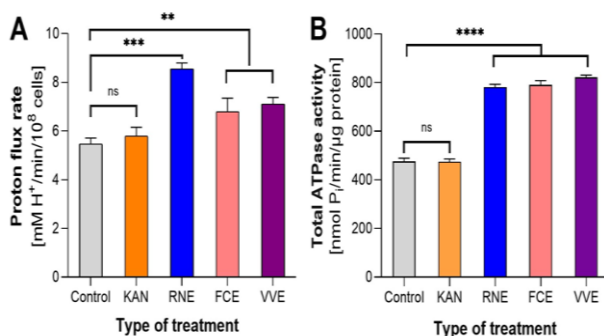 A
Proton flux rate
[mM H⁺/min/10⁸ cells]
10
8
6
4
2
0
**
***
ns
Control KAN RNE FCE VVE
Type of treatment
B
Total ATPase activity
[nmol Pᵢ/min/µg protein]
1000
800
600
400
200
0
****
ns
Control KAN RNE FCE VVE
Type of treatment